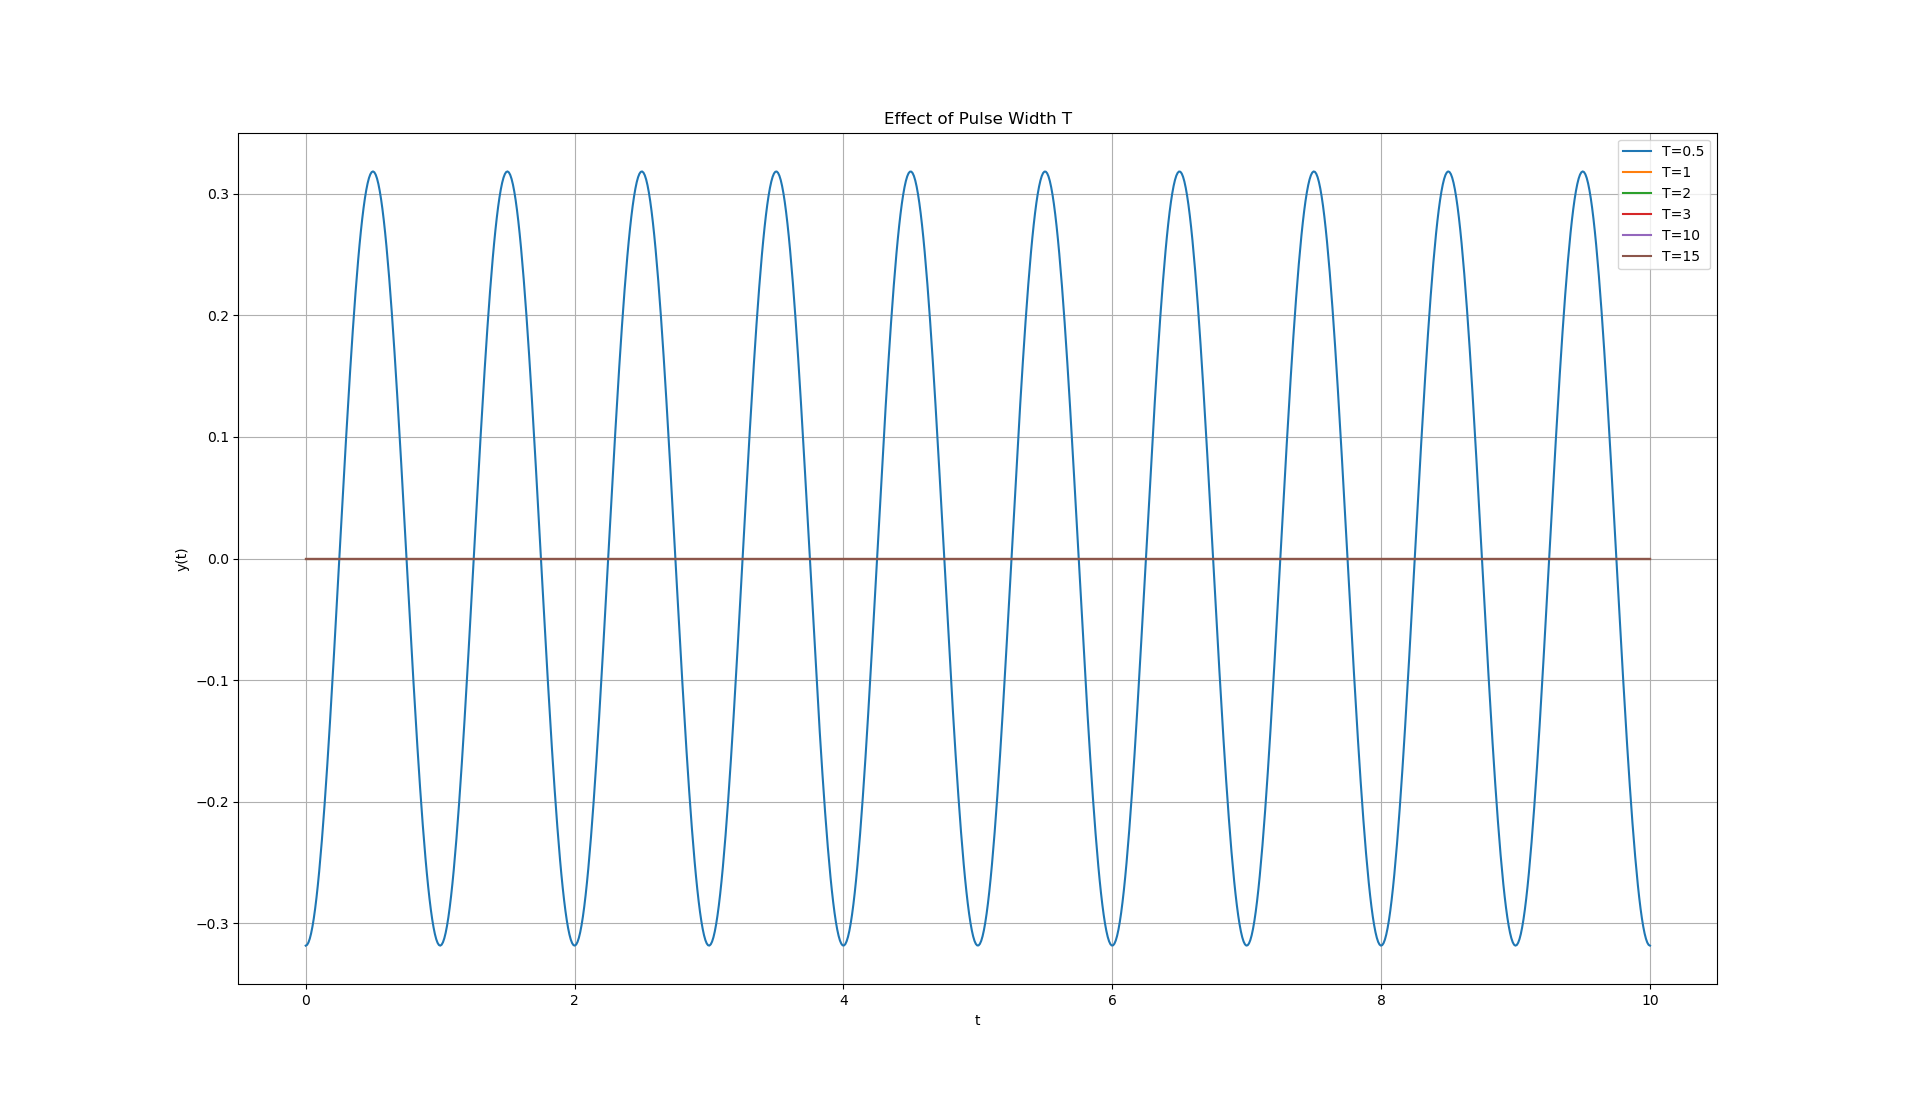 Effect of Pulse Width T
T=0.5
T=1
T=2
T=3
T=10
T=15
0.3
0.2
0.1
0.0
−0.1
−0.2
−0.3
y(t)
0 2 4 6 8 10
t